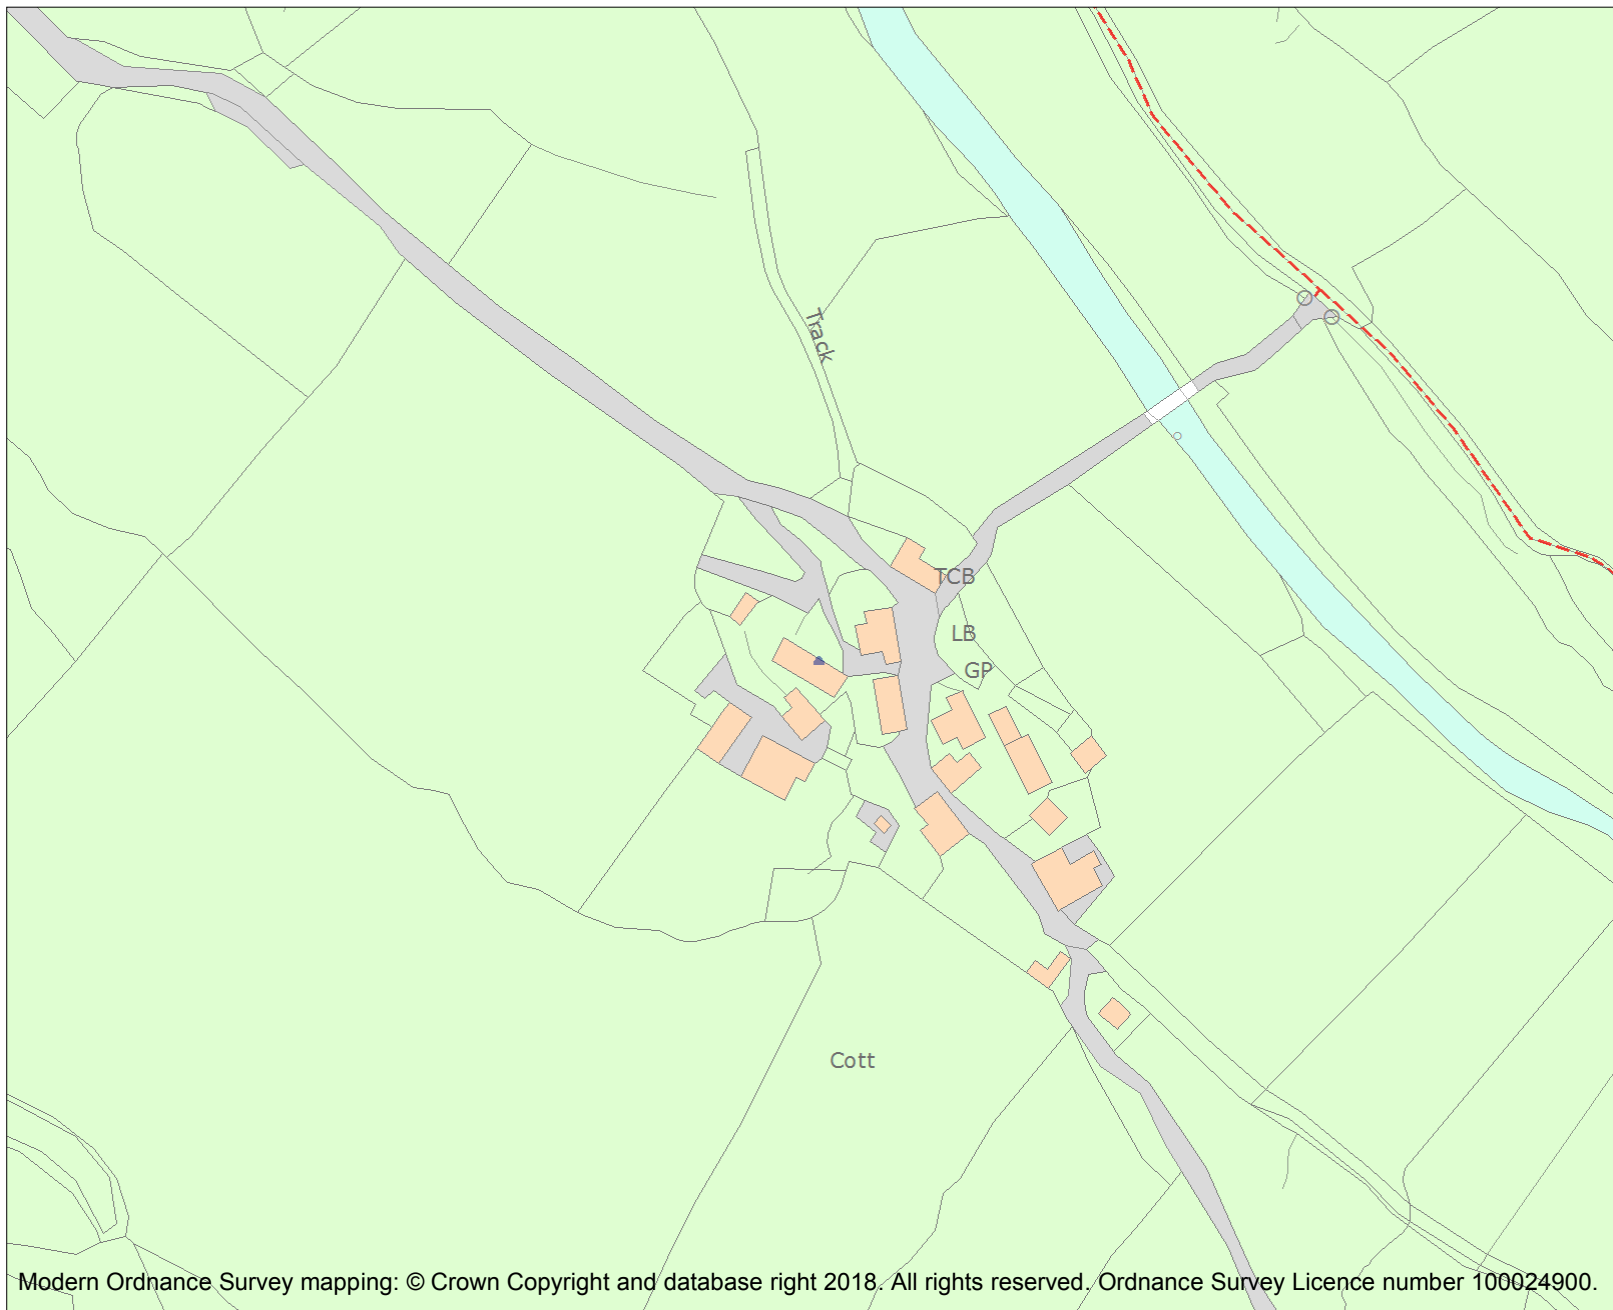 Track
TCB
LB
GP
Cott
Modern Ordnance Survey mapping: © Crown Copyright and database right 2018. All rights reserved. Ordnance Survey Licence number 100024900.